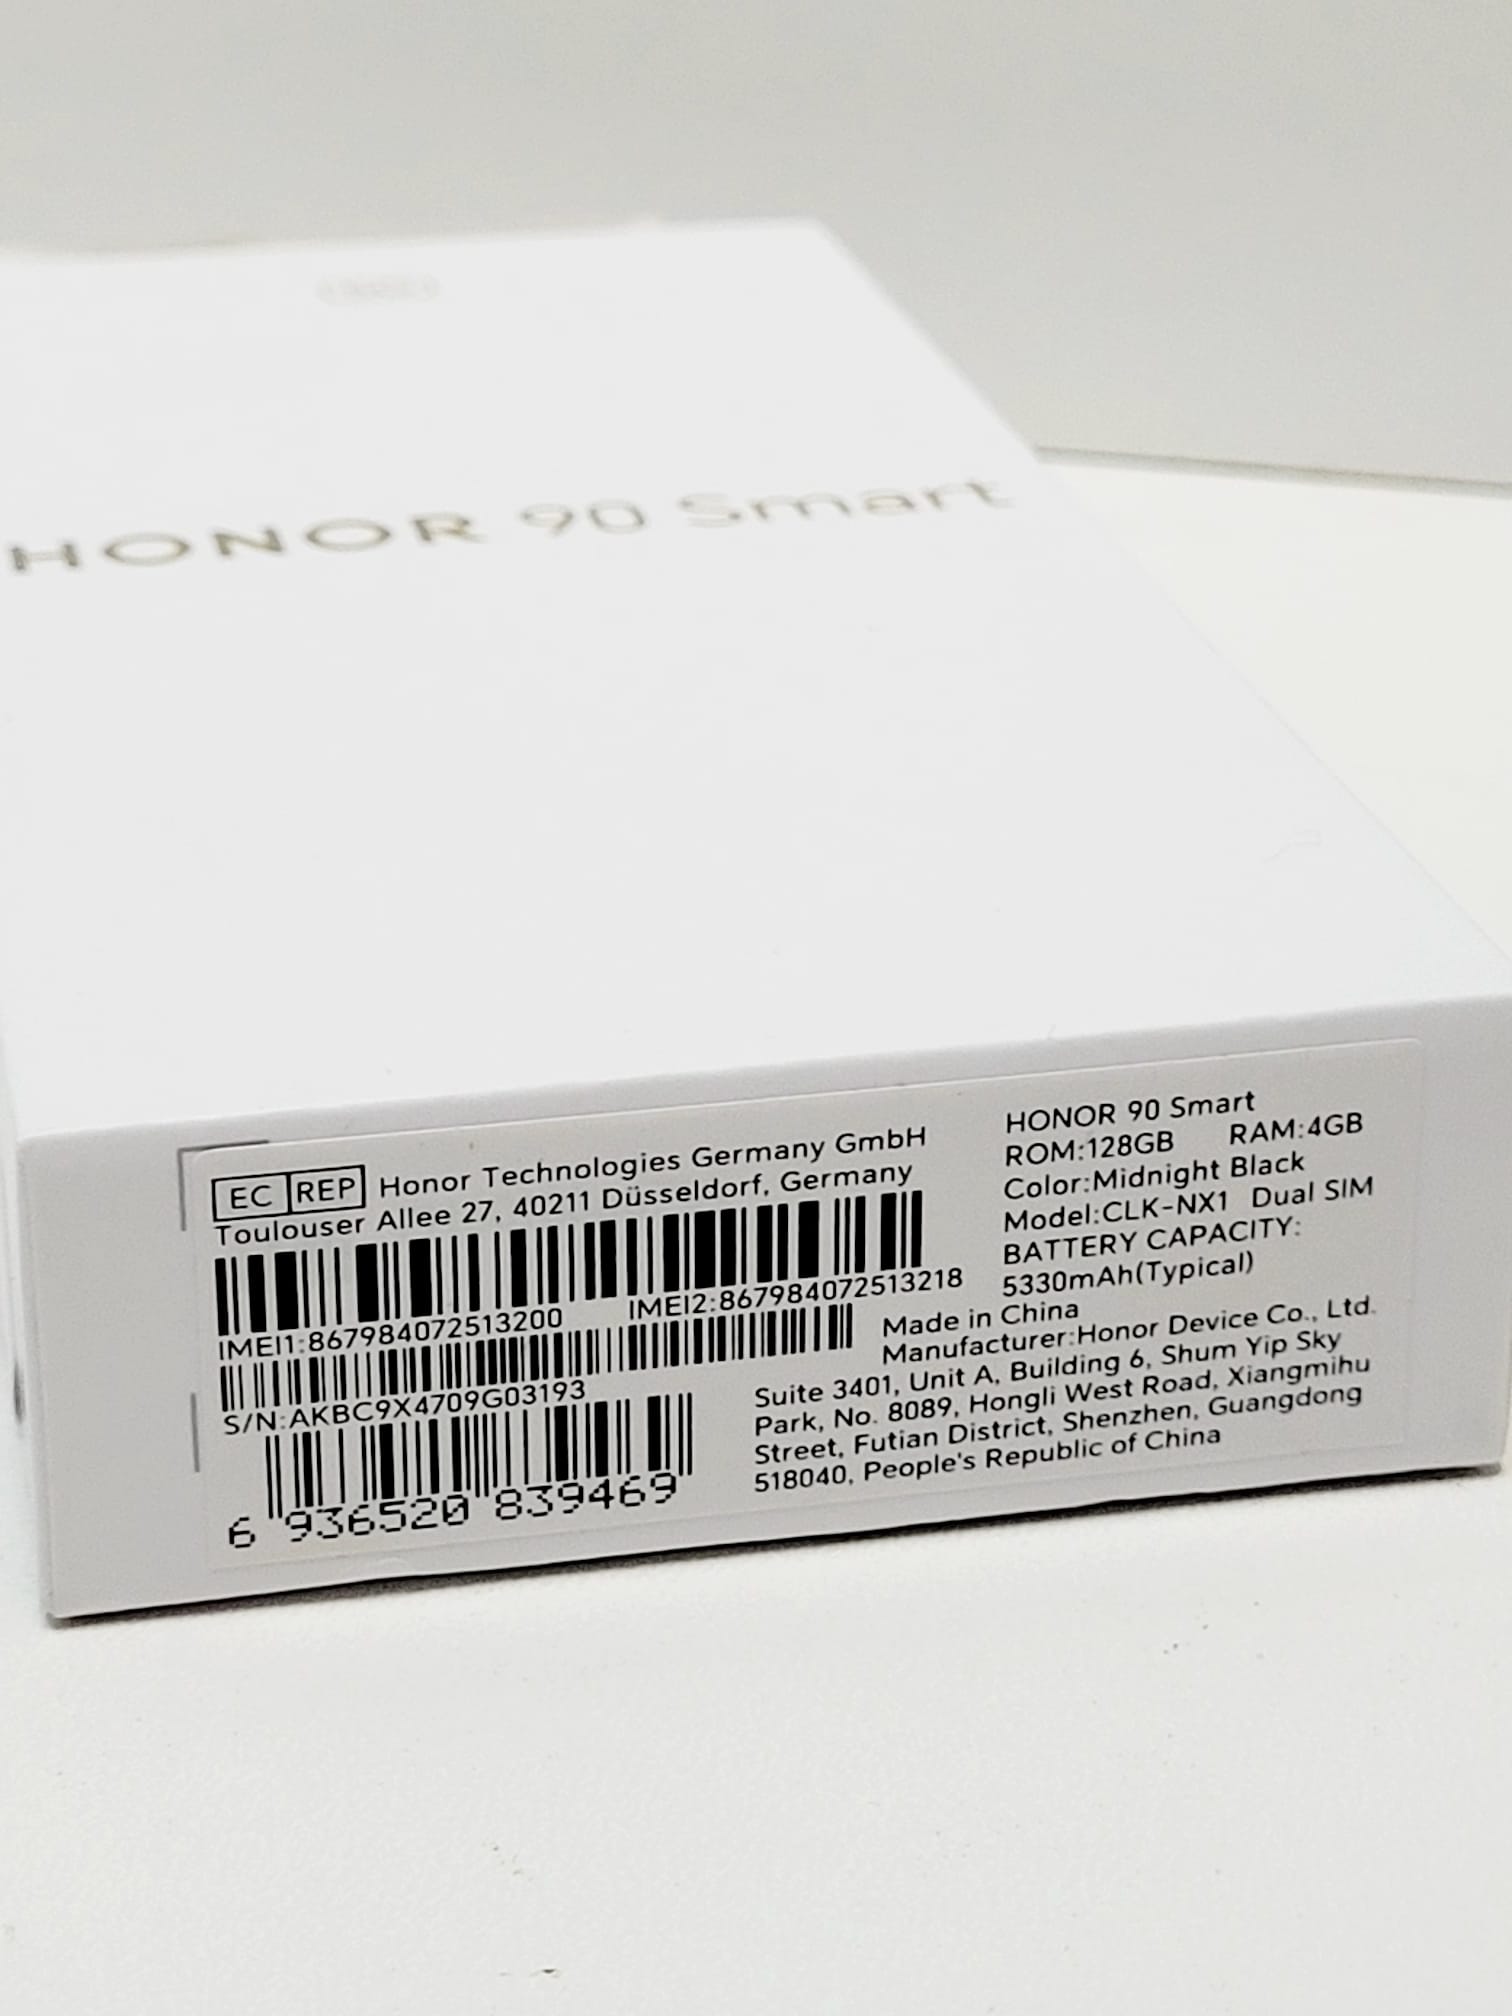 HONOR 90 Smart
EC REP Honor Technologies Germany GmbH
Toulouser Allee 27, 40211 Düsseldorf, Germany
IMEI1:867984072513200 IMEI2:867984072513218
S/N:AKBC9X4709G03193
6 936520 839469
HONOR 90 Smart
ROM:128GB RAM:4GB
Color:Midnight Black
Model:CLK-NX1 Dual SIM
BATTERY CAPACITY:
5330mAh(Typical)
Made in China
Manufacturer:Honor Device Co., Ltd.
Suite 3401, Unit A, Building 6, Shum Yip Sky
Park, No. 8089, Hongli West Road, Xiangmihu
Street, Futian District, Shenzhen, Guangdong
518040, People's Republic of China